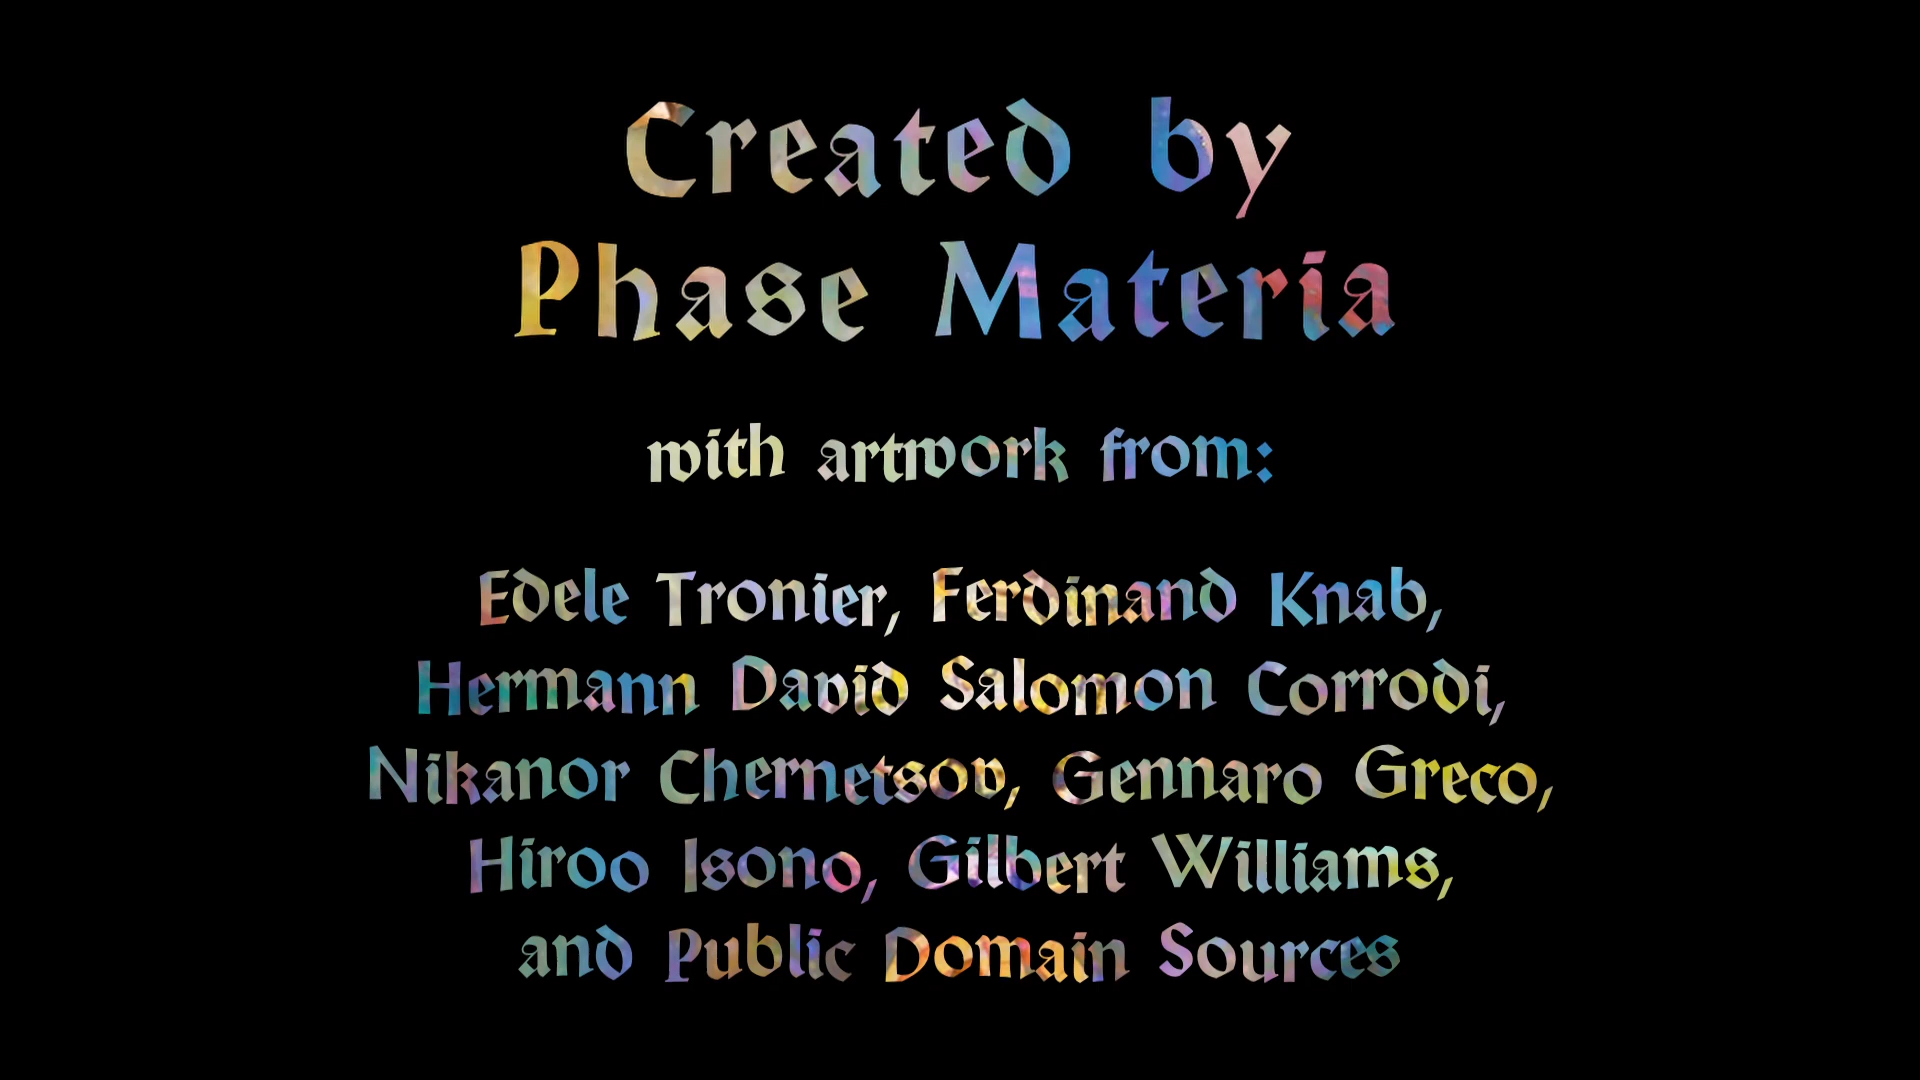 Created by
Phase Materia
with artwork from:
Edele Tronier, Ferdinand Knab,
Hermann David Salomon Corrodi,
Nikanor Chernetsov, Gennaro Greco,
Hiroo Isono, Gilbert Williams,
and Public Domain Sources